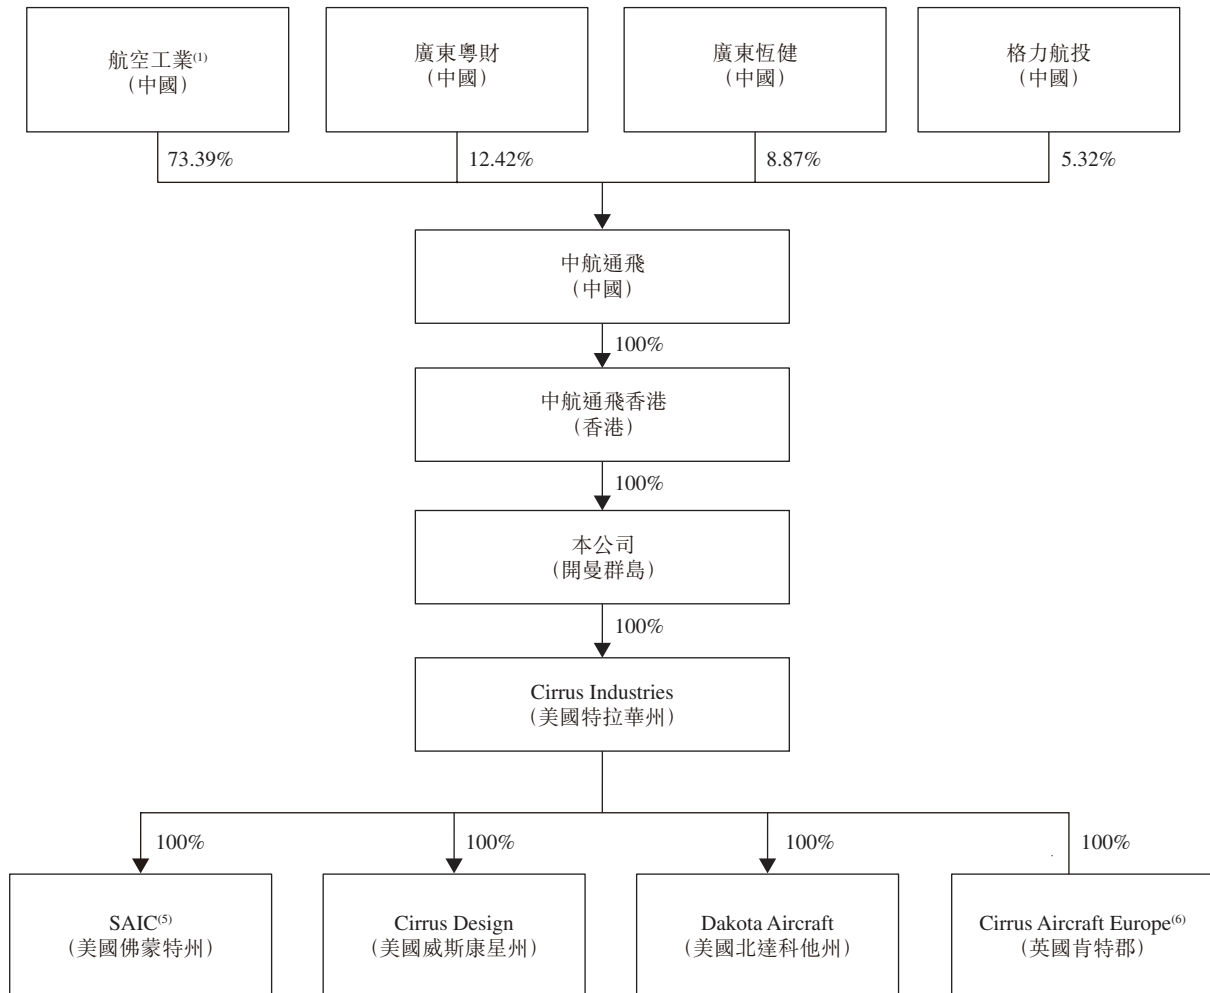 航空工業(1)
(中國)
廣東粵財
(中國)
廣東恆健
(中國)
格力航投
(中國)
73.39%
12.42%
8.87%
5.32%
中航通飛
(中國)
100%
中航通飛香港
(香港)
100%
本公司
(開曼群島)
100%
Cirrus Industries
(美國特拉華州)
100%
100%
100%
100%
SAIC(5)
(美國佛蒙特州)
Cirrus Design
(美國威斯康星州)
Dakota Aircraft
(美國北達科他州)
Cirrus Aircraft Europe(6)
(英國肯特郡)